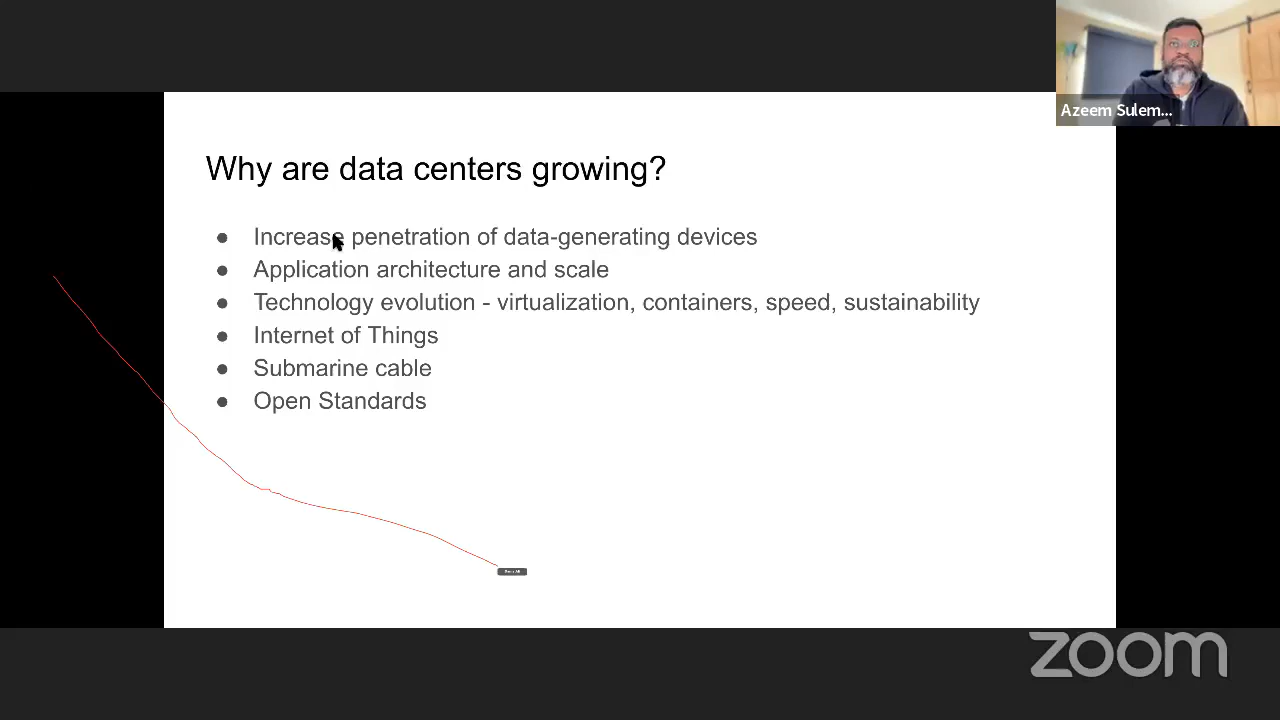 Azeem Sulem...
Why are data centers growing?
● Increase penetration of data-generating devices
● Application architecture and scale
● Technology evolution - virtualization, containers, speed, sustainability
● Internet of Things
● Submarine cable
● Open Standards
zoom